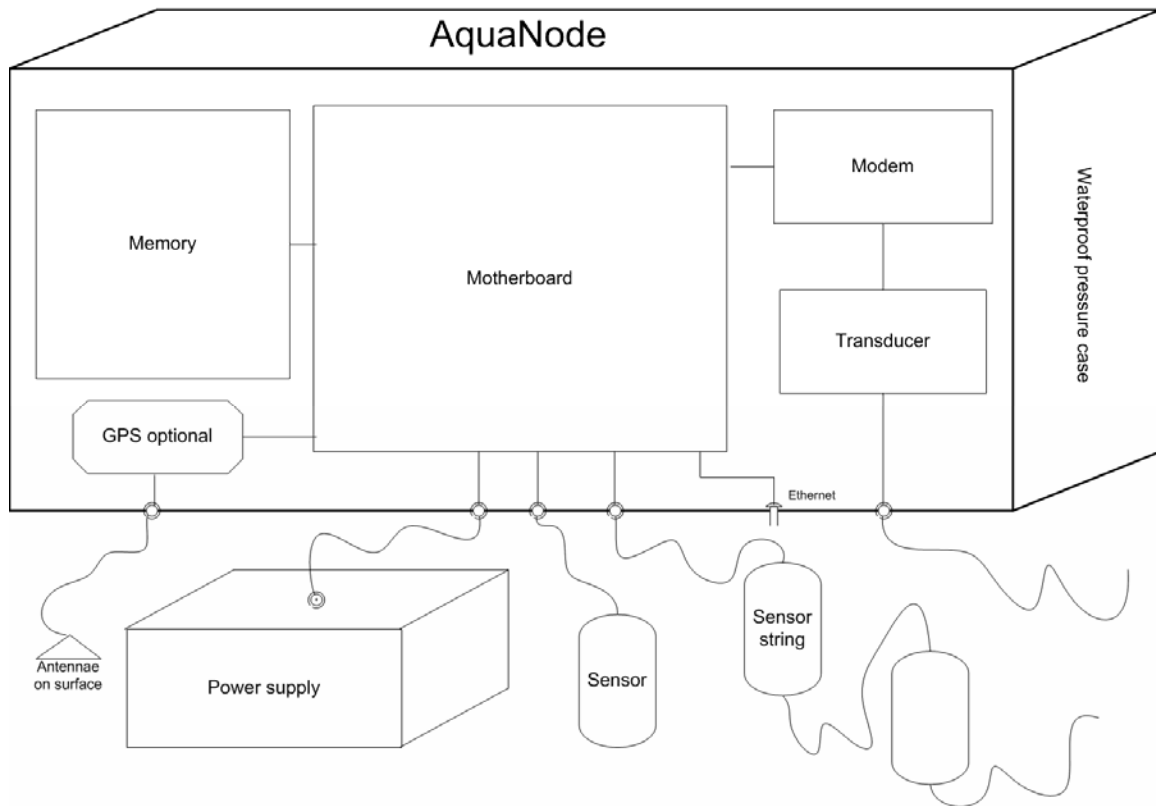 AquaNode
Memory
Motherboard
Modem
Transducer
Waterproof pressure case
GPS optional
Ethernet
Antennae
on surface
Power supply
Sensor
Sensor
string